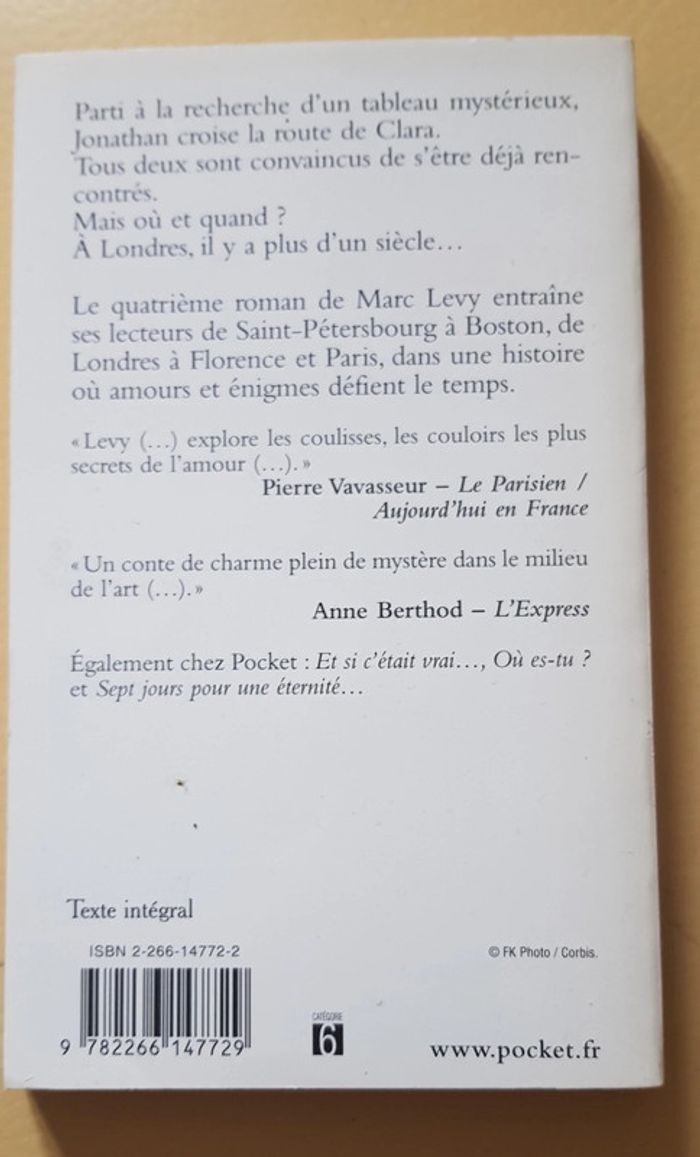 Parti à la recherche d'un tableau mystérieux,
Jonathan croise la route de Clara.
Tous deux sont convaincus de s'être déjà ren-
contrés.
Mais où et quand ?
À Londres, il y a plus d'un siècle…
Le quatrième roman de Marc Levy entraîne
ses lecteurs de Saint-Pétersbourg à Boston, de
Londres à Florence et Paris, dans une histoire
où amours et énigmes défient le temps.
« Levy (…) explore les coulisses, les couloirs les plus
secrets de l'amour (…). »
Pierre Vavasseur – Le Parisien /
Aujourd'hui en France
« Un conte de charme plein de mystère dans le milieu
de l'art (…). »
Anne Berthod – L'Express
Également chez Pocket : Et si c'était vrai…, Où es-tu ?
et Sept jours pour une éternité…
Texte intégral
ISBN 2-266-14772-2
© FK Photo / Corbis.
9 782266 147729
CATÉGORIE
6
www.pocket.fr